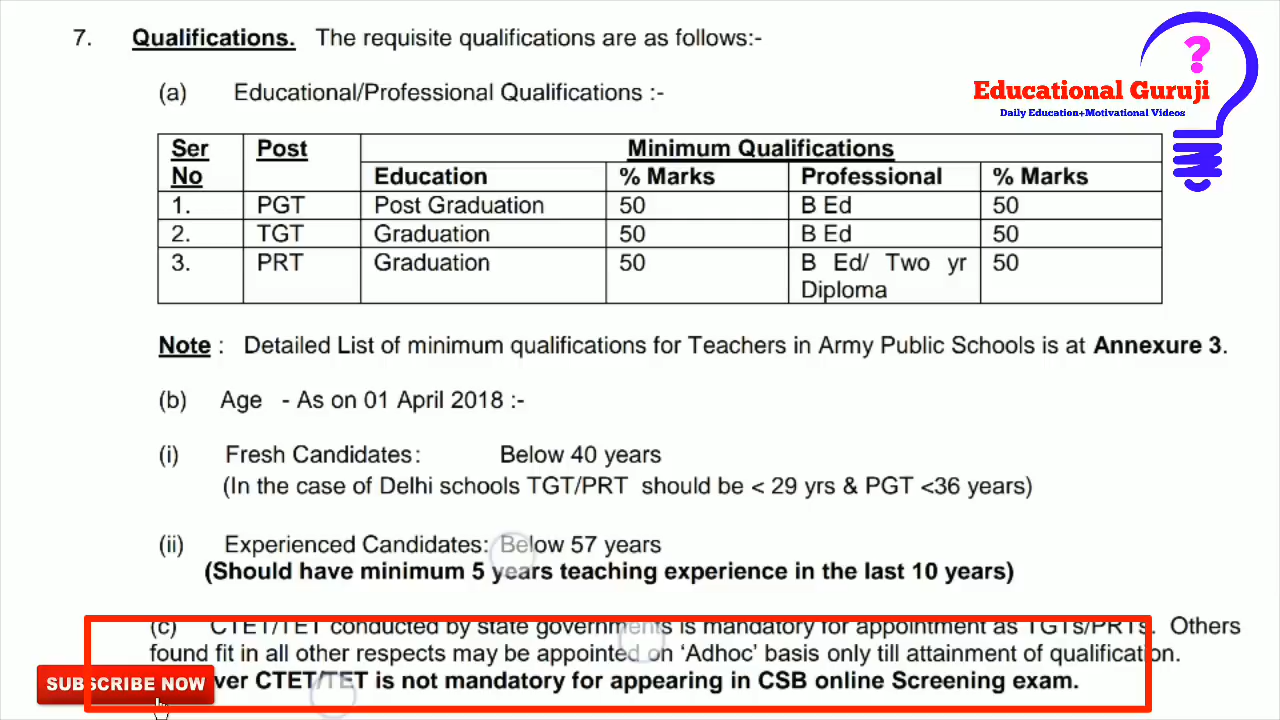 7. Qualifications. The requisite qualifications are as follows:-
?
Educational Guruji
Daily Education+Motivational Videos
(a) Educational/Professional Qualifications :-
Ser No Post Minimum Qualifications
Education % Marks Professional % Marks
1. PGT Post Graduation 50 B Ed 50
2. TGT Graduation 50 B Ed 50
3. PRT Graduation 50 B Ed/ Two yr Diploma 50
Note : Detailed List of minimum qualifications for Teachers in Army Public Schools is at Annexure 3.
(b) Age - As on 01 April 2018 :-
(i) Fresh Candidates: Below 40 years
(In the case of Delhi schools TGT/PRT should be < 29 yrs & PGT <36 years)
(ii) Experienced Candidates: Below 57 years
(Should have minimum 5 years teaching experience in the last 10 years)
(c) CTET/TET conducted by state governments is mandatory for appointment as TGTs/PRTs. Others
found fit in all other respects may be appointed on 'Adhoc' basis only till attainment of qualification.
ver CTET/TET is not mandatory for appearing in CSB online Screening exam.
SUBSCRIBE NOW